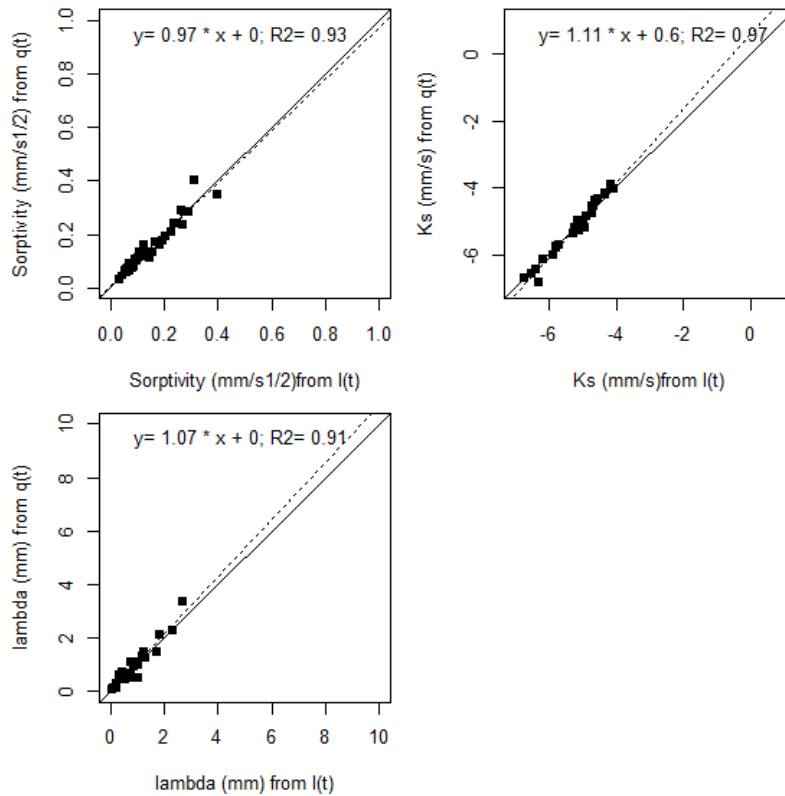 y= 0.97 * x + 0; R2= 0.93
Sorptivity (mm/s1/2) from q(t)
0.0 0.2 0.4 0.6 0.8 1.0
0.0 0.2 0.4 0.6 0.8 1.0
Sorptivity (mm/s1/2)from I(t)
y= 1.11 * x + 0.6; R2= 0.97
Ks (mm/s) from q(t)
-6 -4 -2 0
-6 -4 -2 0
Ks (mm/s)from I(t)
y= 1.07 * x + 0; R2= 0.91
lambda (mm) from q(t)
0 2 4 6 8 10
0 2 4 6 8 10
lambda (mm) from I(t)